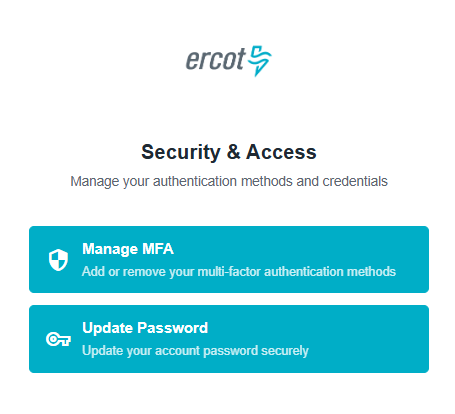 ercot
Security & Access
Manage your authentication methods and credentials
Manage MFA
Add or remove your multi-factor authentication methods
Update Password
Update your account password securely